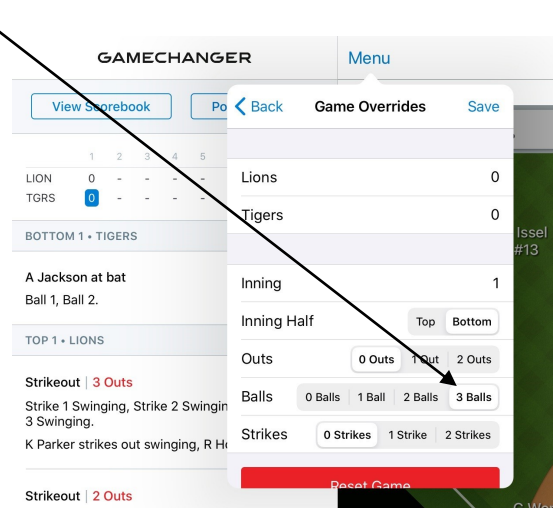 GAMECHANGER
Menu
View Scorebook
Po
Back
Game Overrides
Save
1 2 3 4 5
LION 0 - - - -
TGRS 0 - - - -
Lions 0
Tigers 0
Issel
#13
BOTTOM 1 • TIGERS
A Jackson at bat
Ball 1, Ball 2.
Inning 1
Inning Half Top Bottom
TOP 1 • LIONS
Outs 0 Outs 1 Out 2 Outs
Strikeout | 3 Outs
Balls 0 Balls 1 Ball 2 Balls 3 Balls
Strike 1 Swinging, Strike 2 Swingin
3 Swinging.
Strikes 0 Strikes 1 Strike 2 Strikes
K Parker strikes out swinging, R H
Reset Game
Strikeout | 2 Outs